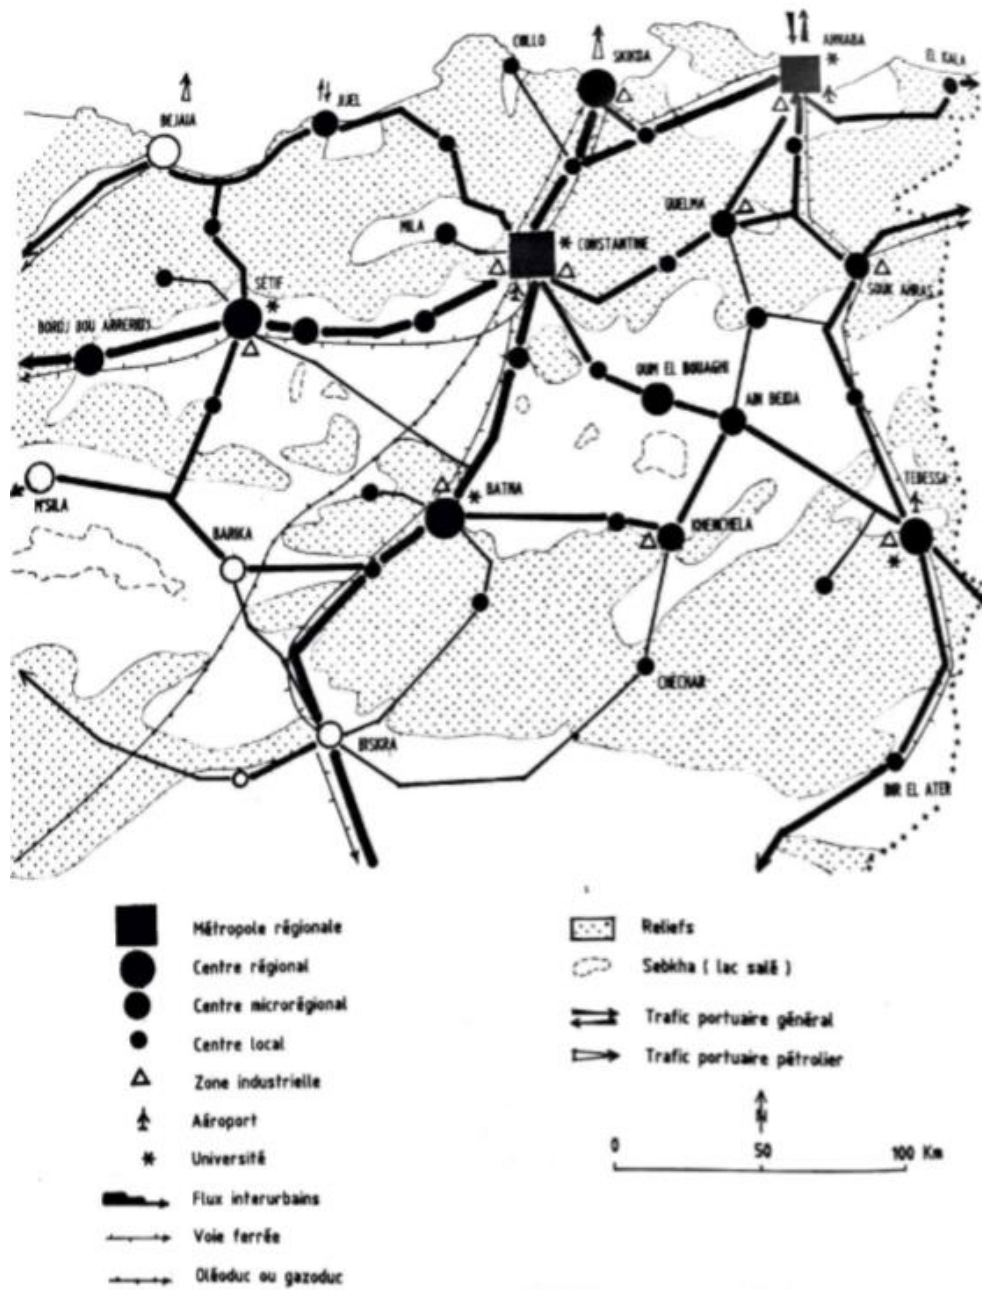 COLLO
SKIKDA
ANNABA
EL KALA
JIJEL
BEJAIA
GUELMA
MILA
CONSTANTINE
SÉTIF
SOUK AHRAS
BORDJ BOU ARRERIDJ
OUM EL BOUAGHI
AIN BEIDA
TEBESSA
M'SILA
BATNA
KHENCHELA
BARIKA
CHECHAR
BISKRA
BIR EL ATER
Métropole régionale
Centre régional
Centre microrégional
Centre local
Zone industrielle
Aéroport
Université
Flux interurbains
Voie ferrée
Oléoduc ou gazoduc
Reliefs
Sebkha ( lac salé )
Trafic portuaire général
Trafic portuaire pétrolier
N
0 50 100 Km